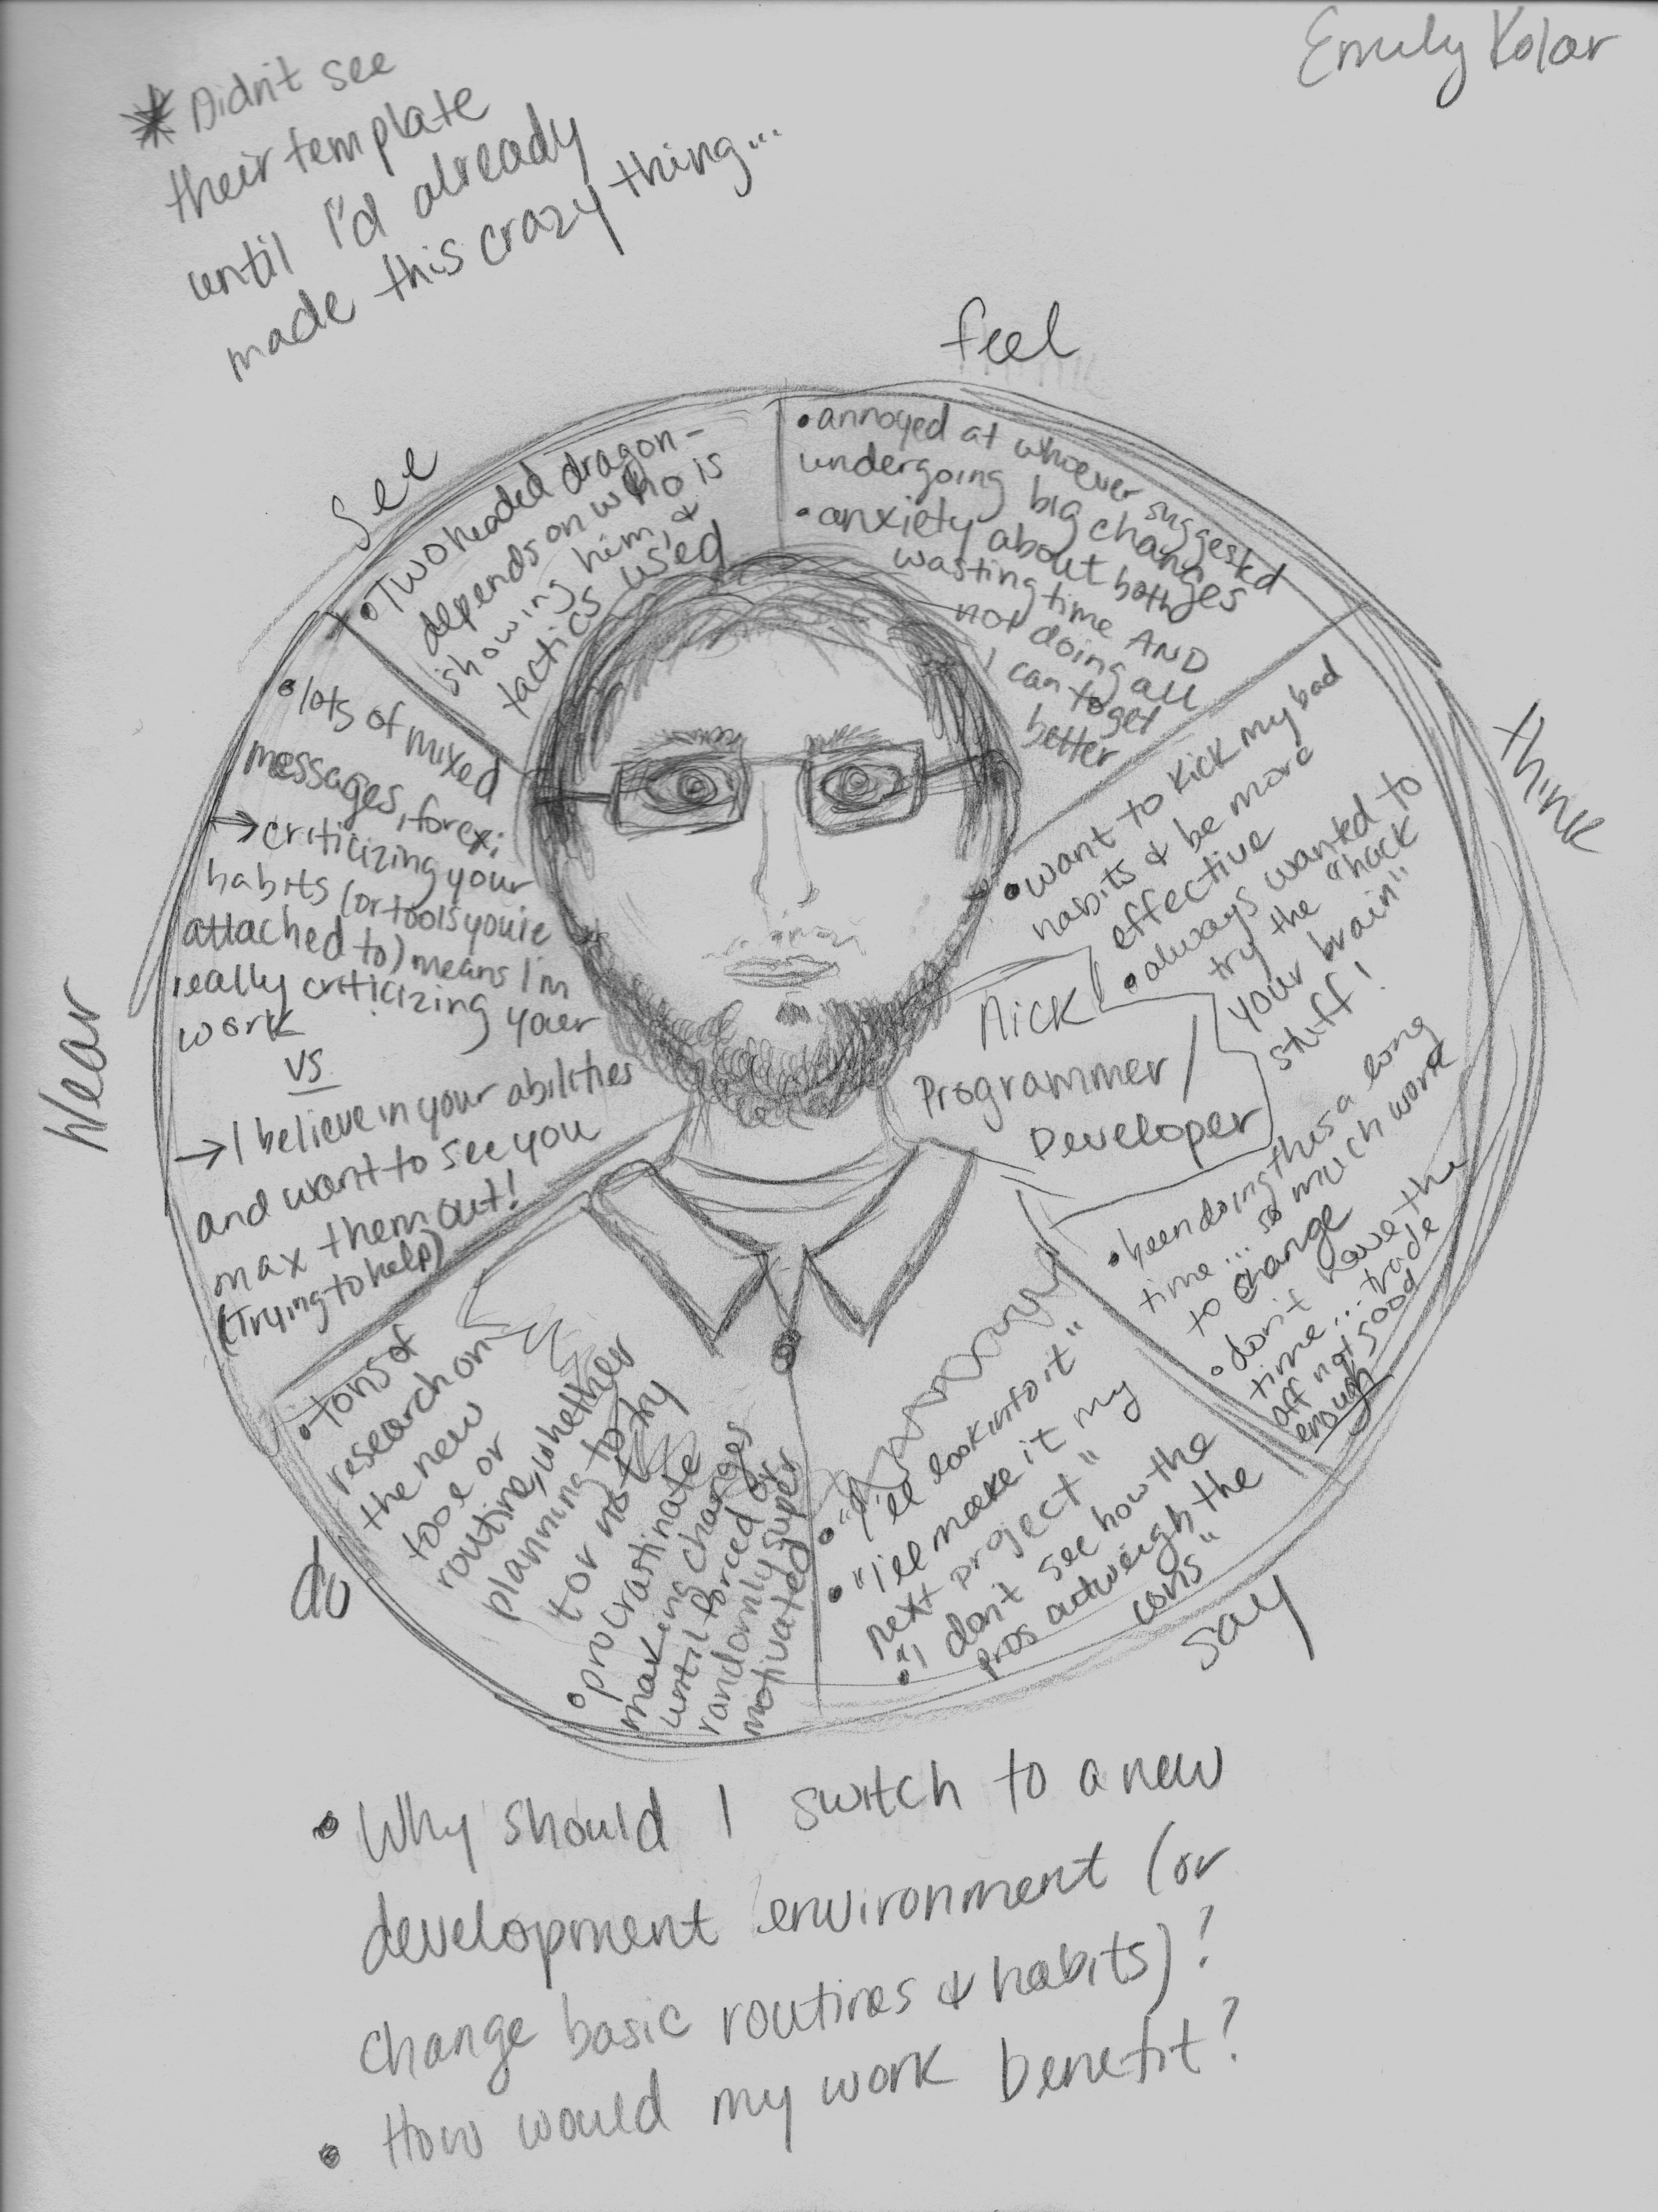 Emily Kolar
* Didn't see
their template
until I'd already
made this crazy thing...
feel
• annoyed at whoever suggested
undergoing big changes
• anxiety about both
wasting time AND
not doing all
I can to get
better
see
• Two headed dragon -
depends on who is
showing him, &
tactics used
think
• want to kick my bad
habits & be more
effective
• always wanted to
try the "hack
your brain"
stuff!
• been doing this a long
time... so much work
to change
• don't have the
time... trade
off not good
enough
Nick
Programmer/
Developer
Hear
• lots of mixed
messages, for ex:
→ criticizing your
habits (or tools you're
attached to) means I'm
really criticizing your
work
vs
→ I believe in your abilities
and want to see you
max them out!
(trying to help)
do
• tons of
research on
the new
tool or
routine, whether
planning to try
or not
• procrastinate
making changes
until forced or
randomly super
motivated
say
• "I'll look into it"
• "I'll make it my
next project"
• "I don't see how the
pros outweigh the
cons"
• Why should I switch to a new
development environment (or
change basic routines & habits)?
• How would my work benefit?